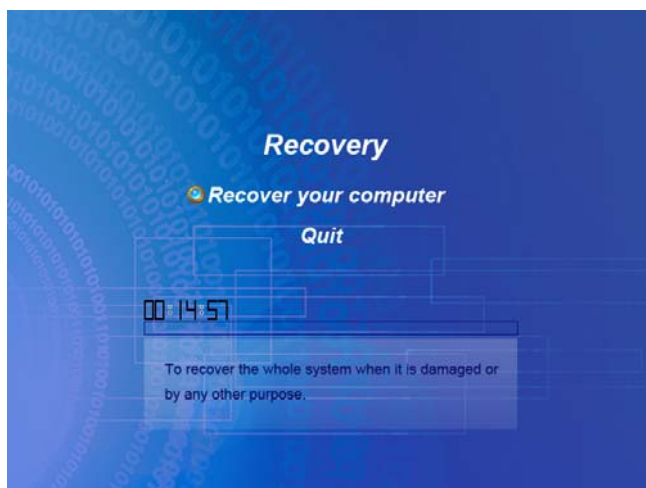 Recovery
Recover your computer
Quit
00:14:57
To recover the whole system when it is damaged or
by any other purpose.